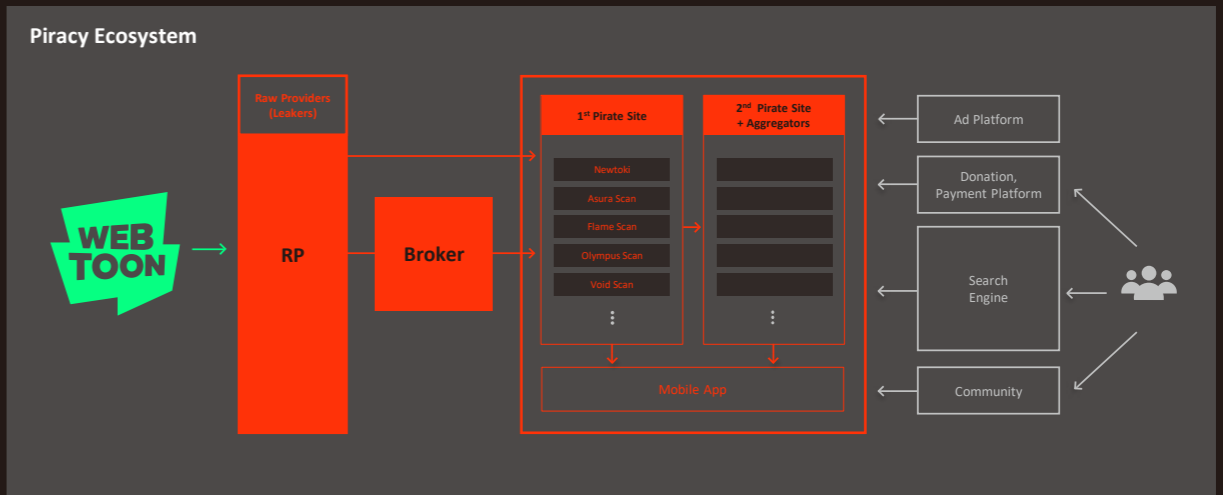 Piracy Ecosystem
WEB
TOON
Raw Providers
(Leakers)
RP
Broker
1st Pirate Site
Newtoki
Asura Scan
Flame Scan
Olympus Scan
Void Scan
2nd Pirate Site
+ Aggregators
Mobile App
Ad Platform
Donation,
Payment Platform
Search
Engine
Community